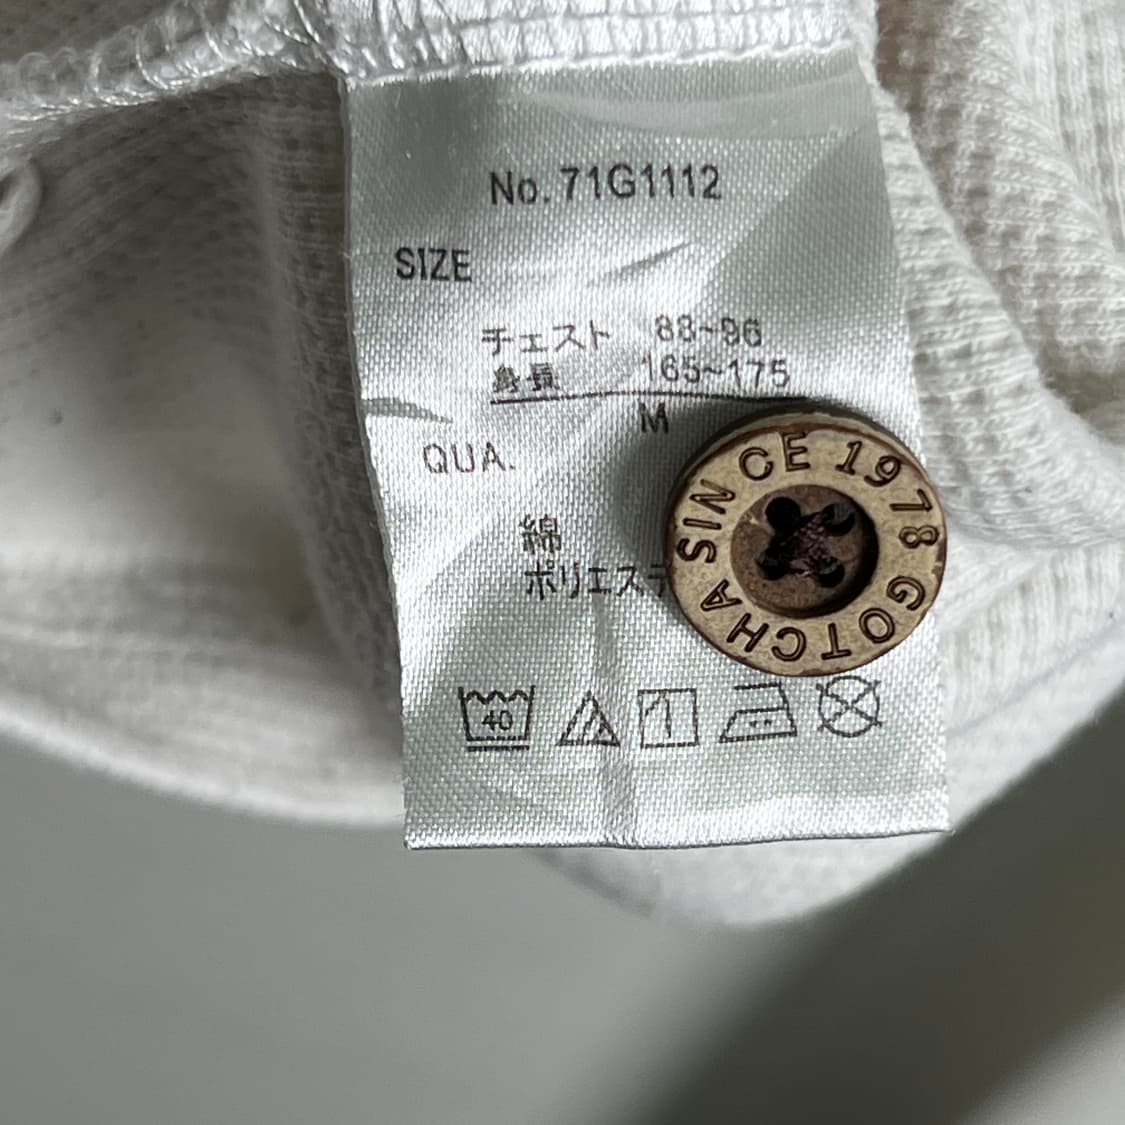 No. 71G1112
SIZE
チェスト 88~96
身長 165~175
M
QUA.
綿
ポリエステ
40
SINCE 1978 GOTCHA